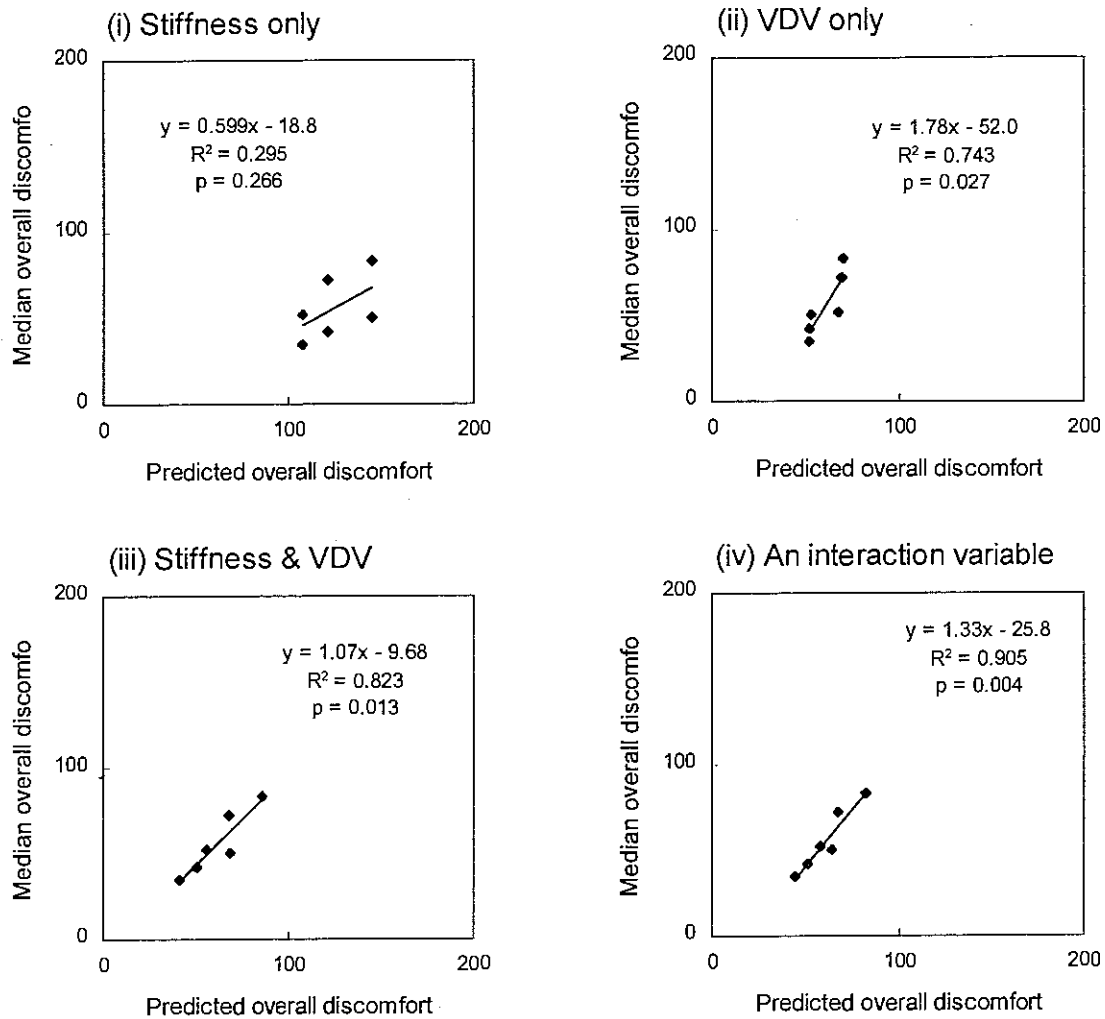 (i) Stiffness only
200
100
0
Median overall discomfo
y = 0.599x - 18.8
R² = 0.295
p = 0.266
0 100 200
Predicted overall discomfort
(ii) VDV only
200
100
0
Median overall discomfo
y = 1.78x - 52.0
R² = 0.743
p = 0.027
0 100 200
Predicted overall discomfort
(iii) Stiffness & VDV
200
100
0
Median overall discomfo
y = 1.07x - 9.68
R² = 0.823
p = 0.013
0 100 200
Predicted overall discomfort
(iv) An interaction variable
200
100
0
Median overall discomfo
y = 1.33x - 25.8
R² = 0.905
p = 0.004
0 100 200
Predicted overall discomfort